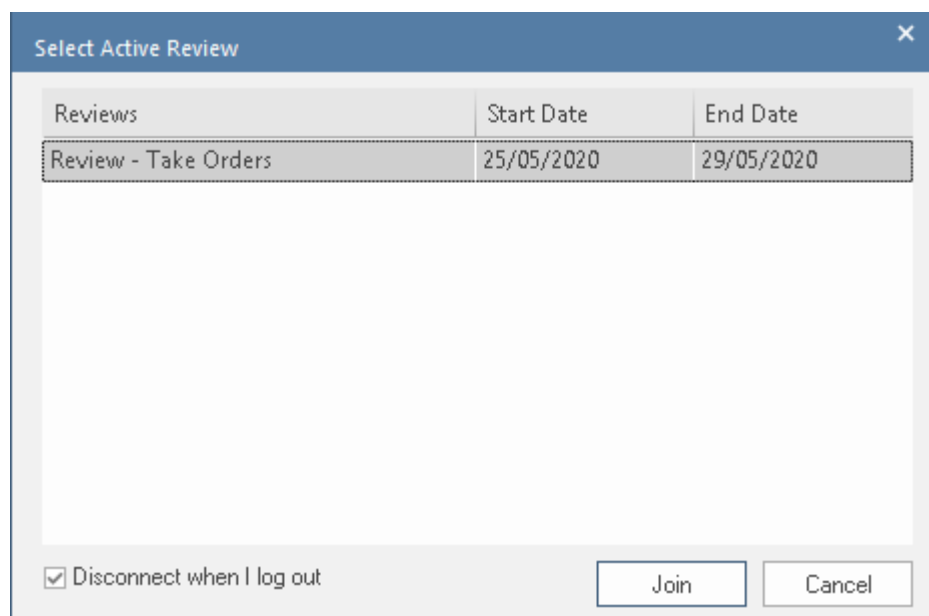 Select Active Review
Reviews Start Date End Date
Review - Take Orders 25/05/2020 29/05/2020
Disconnect when I log out Join Cancel